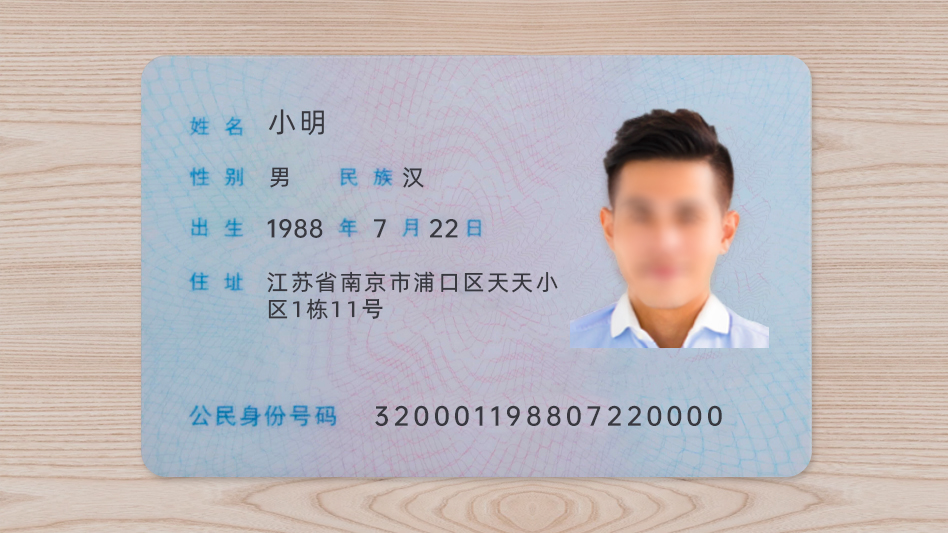 姓名 小明
性别 男 民族 汉
出生 1988 年 7 月 22 日
住址 江苏省南京市浦口区天天小
区1栋11号
公民身份号码 320001198807220000